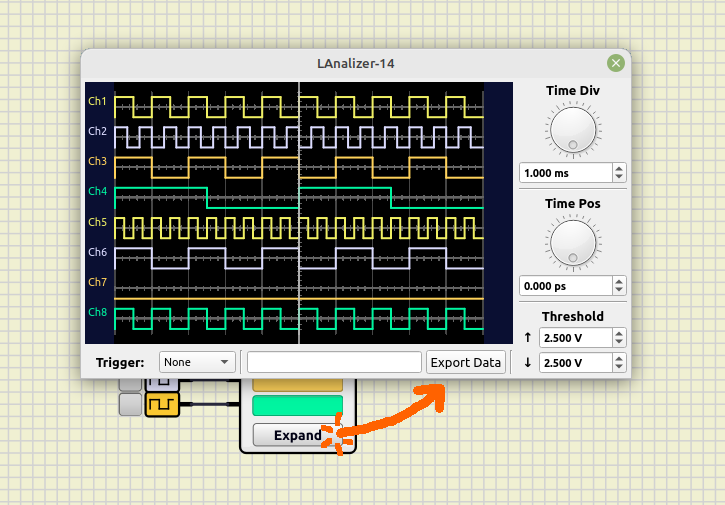 LAnalizer-14
Ch1
Ch2
Ch3
Ch4
Ch5
Ch6
Ch7
Ch8
Time Div
1.000 ms
Time Pos
0.000 ps
Threshold
↑ 2.500 V
↓ 2.500 V
Trigger: None Export Data
Expand